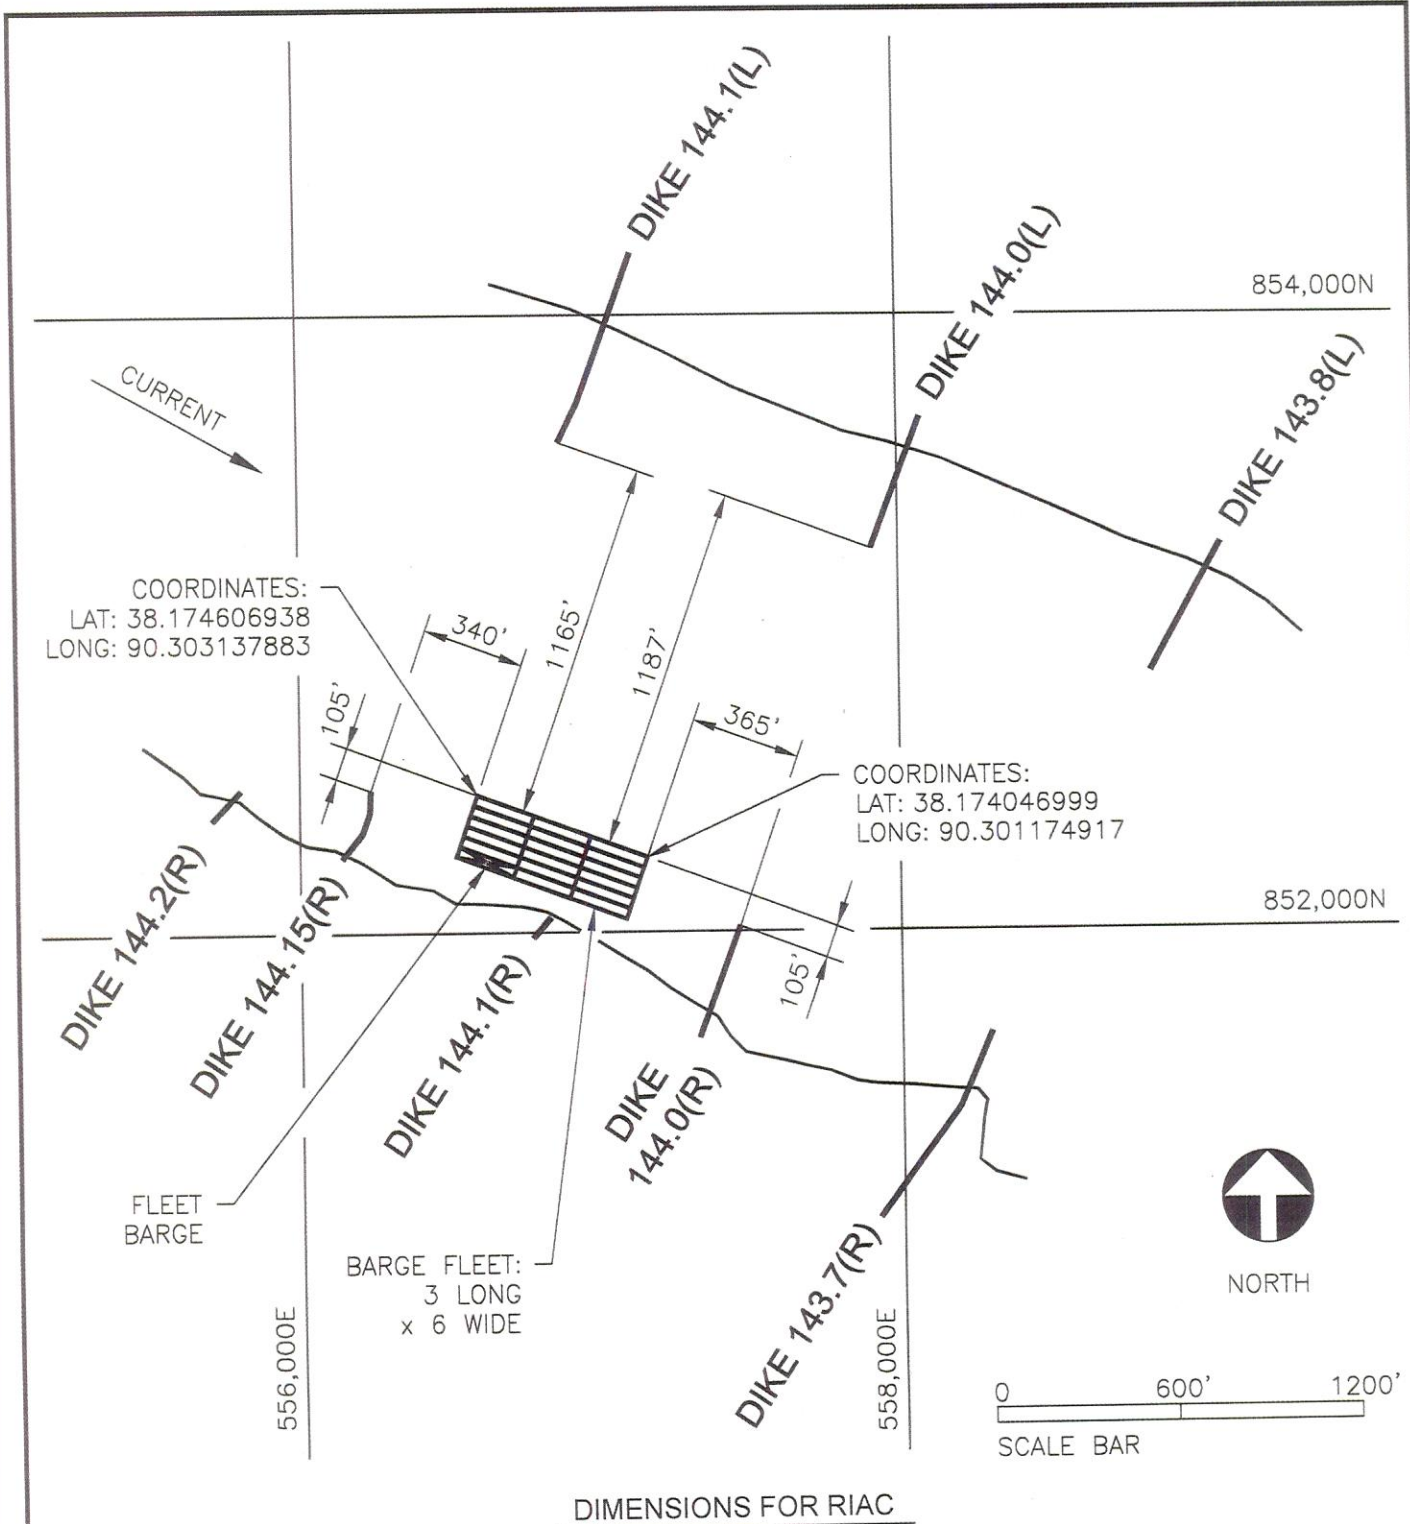 DIKE 144.1(L)
DIKE 144.0(L)
854,000N
DIKE 143.8(L)
CURRENT
COORDINATES:
LAT: 38.174606938
LONG: 90.303137883
340'
1165'
1187'
105'
365'
COORDINATES:
LAT: 38.174046999
LONG: 90.301174917
852,000N
DIKE 144.2(R)
DIKE 144.15(R)
DIKE 144.1(R)
DIKE
144.0(R)
105'
FLEET
BARGE
BARGE FLEET:
3 LONG
x 6 WIDE
DIKE 143.7(R)
NORTH
556,000E
558,000E
0 600' 1200'
SCALE BAR
DIMENSIONS FOR RIAC